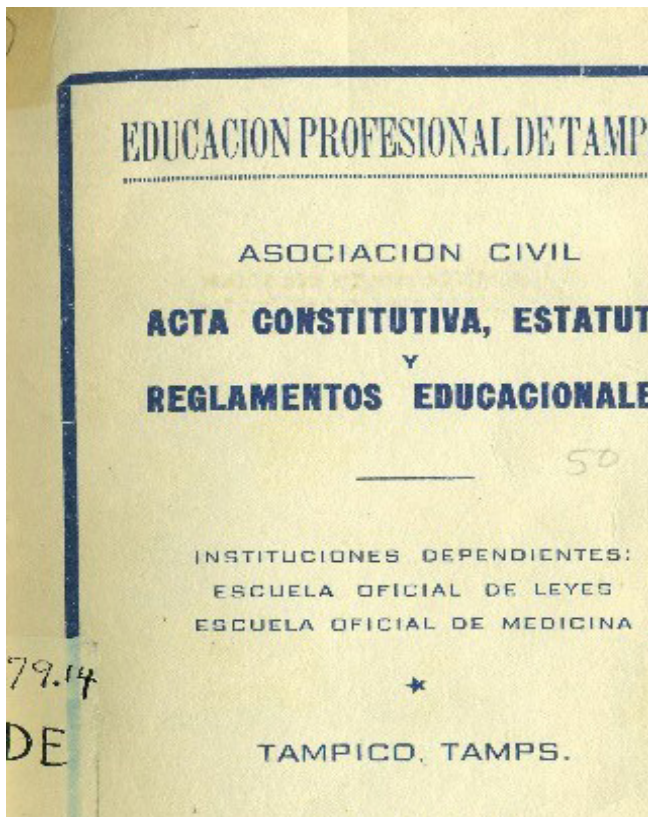 EDUCACION PROFESIONAL DE TAMP
ASOCIACION CIVIL
ACTA CONSTITUTIVA, ESTATUT
Y
REGLAMENTOS EDUCACIONALE
50
INSTITUCIONES DEPENDIENTES:
ESCUELA OFICIAL DE LEYES
ESCUELA OFICIAL DE MEDICINA
79.14
DE
TAMPICO, TAMPS.